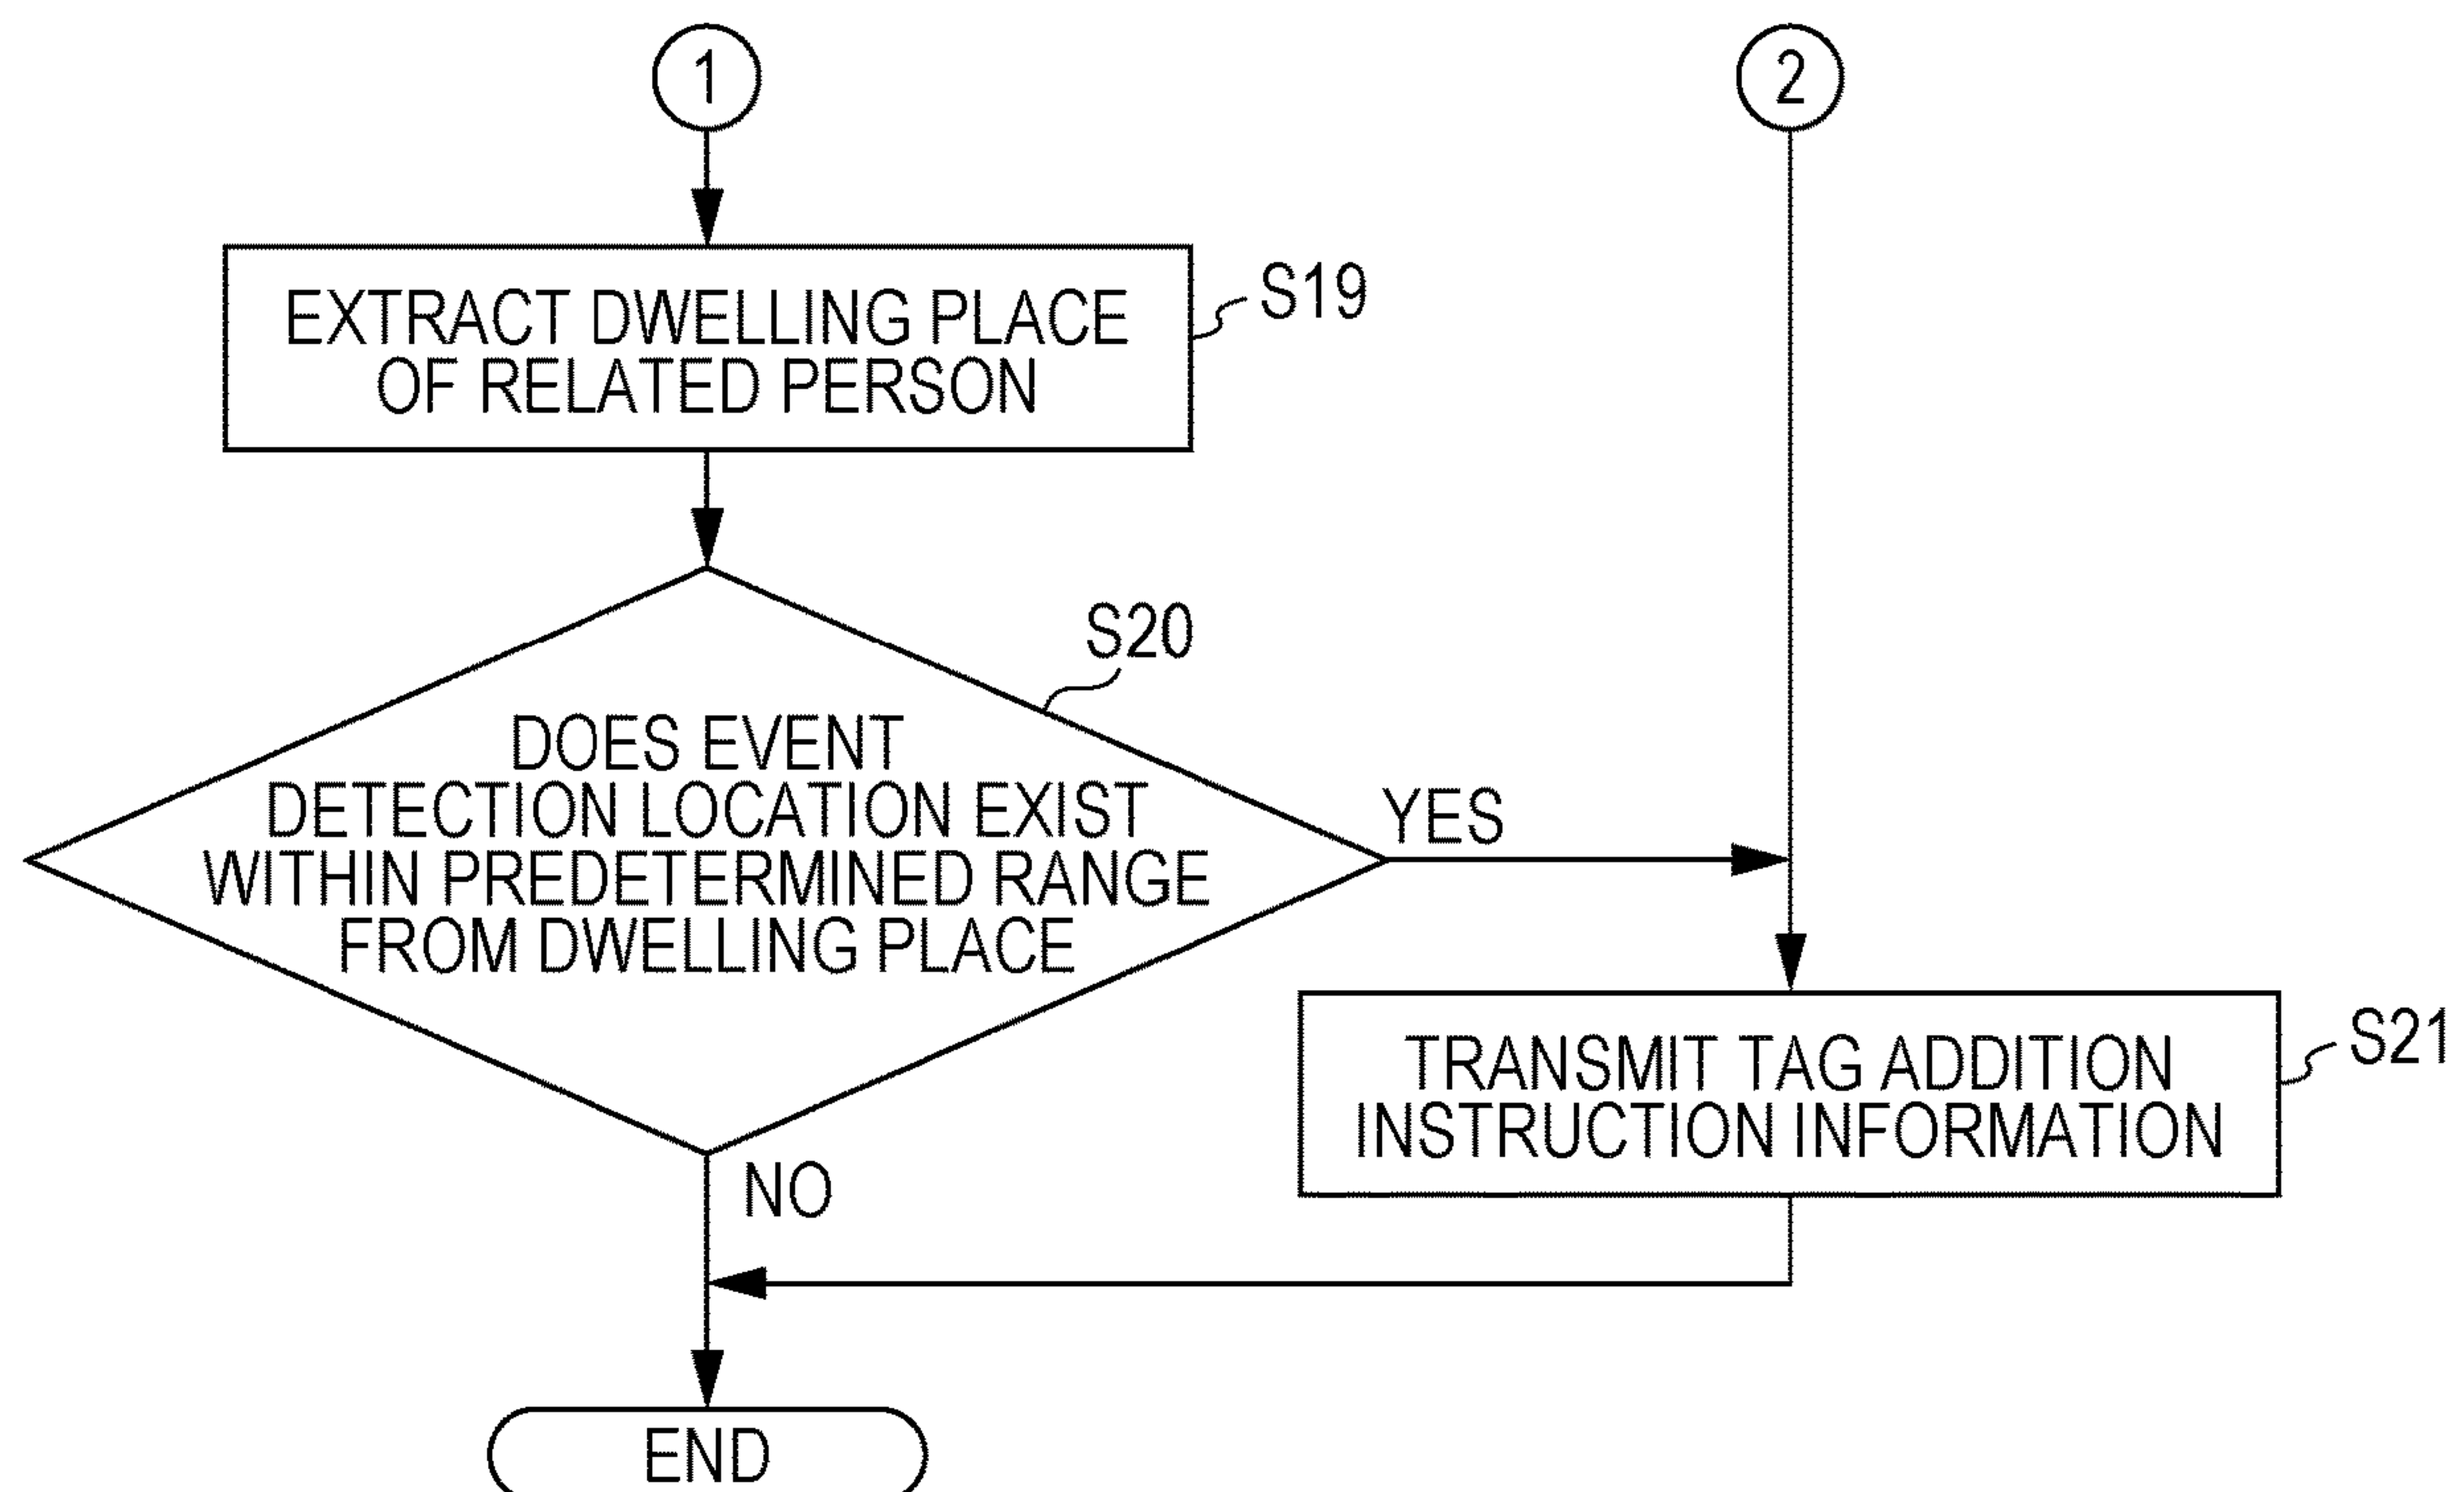 1
2
EXTRACT DWELLING PLACE
OF RELATED PERSON
S19
S20
DOES EVENT
DETECTION LOCATION EXIST
WITHIN PREDETERMINED RANGE
FROM DWELLING PLACE
YES
NO
TRANSMIT TAG ADDITION
INSTRUCTION INFORMATION
S21
END